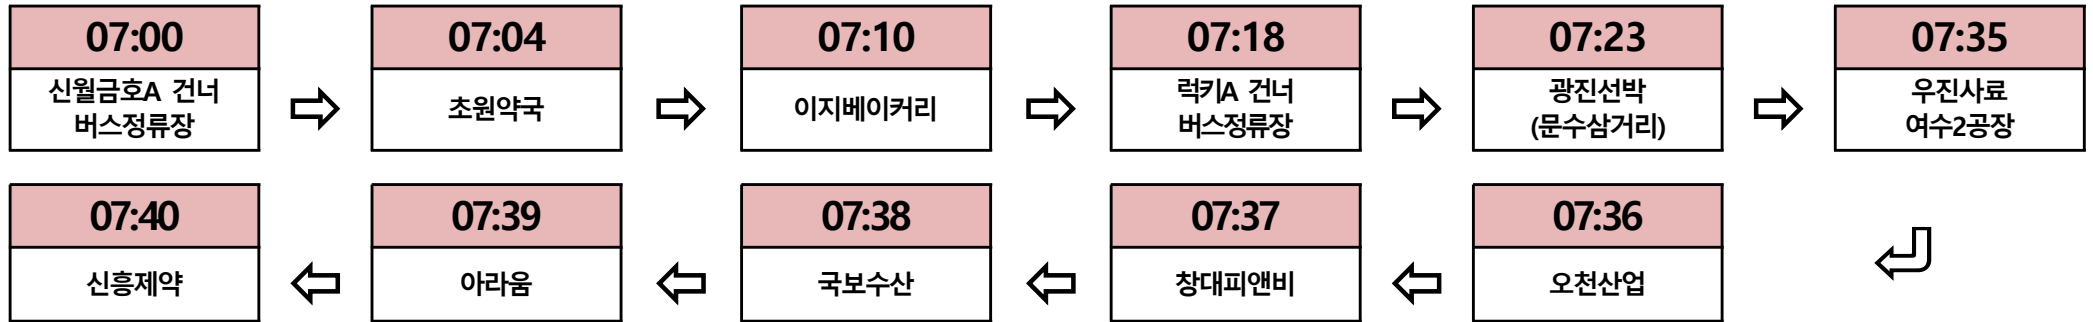 07:00
신월금호A 건너
버스정류장
07:04
초원약국
07:10
이지베이커리
07:18
럭키A 건너
버스정류장
07:23
광진선박
(문수삼거리)
07:35
우진사료
여수2공장
07:36
오천산업
07:37
창대피앤비
07:38
국보수산
07:39
아라움
07:40
신흥제약